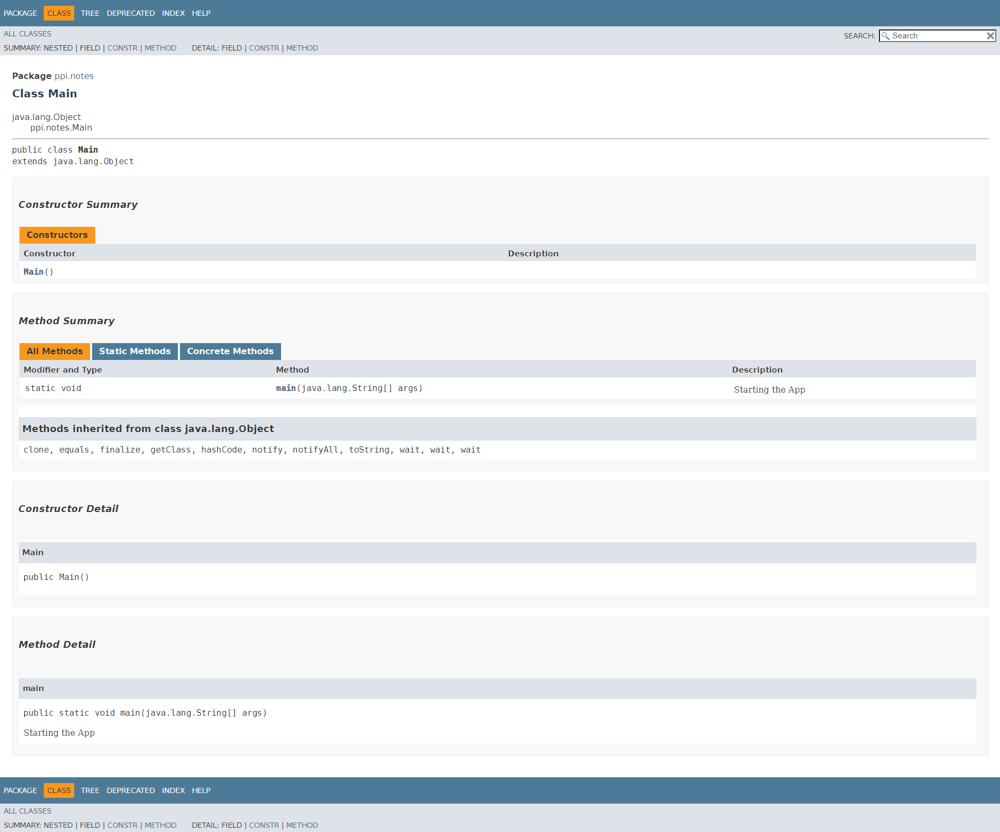 PACKAGE CLASS TREE DEPRECATED INDEX HELP
ALL CLASSES
SEARCH: Search
SUMMARY: NESTED | FIELD | CONSTR | METHOD DETAIL: FIELD | CONSTR | METHOD
Package ppi.notes
Class Main
java.lang.Object
ppi.notes.Main
public class Main
extends java.lang.Object
Constructor Summary
Constructors
Constructor Description
Main()
Method Summary
All Methods Static Methods Concrete Methods
Modifier and Type Method Description
static void main(java.lang.String[] args) Starting the App
Methods inherited from class java.lang.Object
clone, equals, finalize, getClass, hashCode, notify, notifyAll, toString, wait, wait, wait
Constructor Detail
Main
public Main()
Method Detail
main
public static void main(java.lang.String[] args)
Starting the App
PACKAGE CLASS TREE DEPRECATED INDEX HELP
ALL CLASSES
SUMMARY: NESTED | FIELD | CONSTR | METHOD DETAIL: FIELD | CONSTR | METHOD